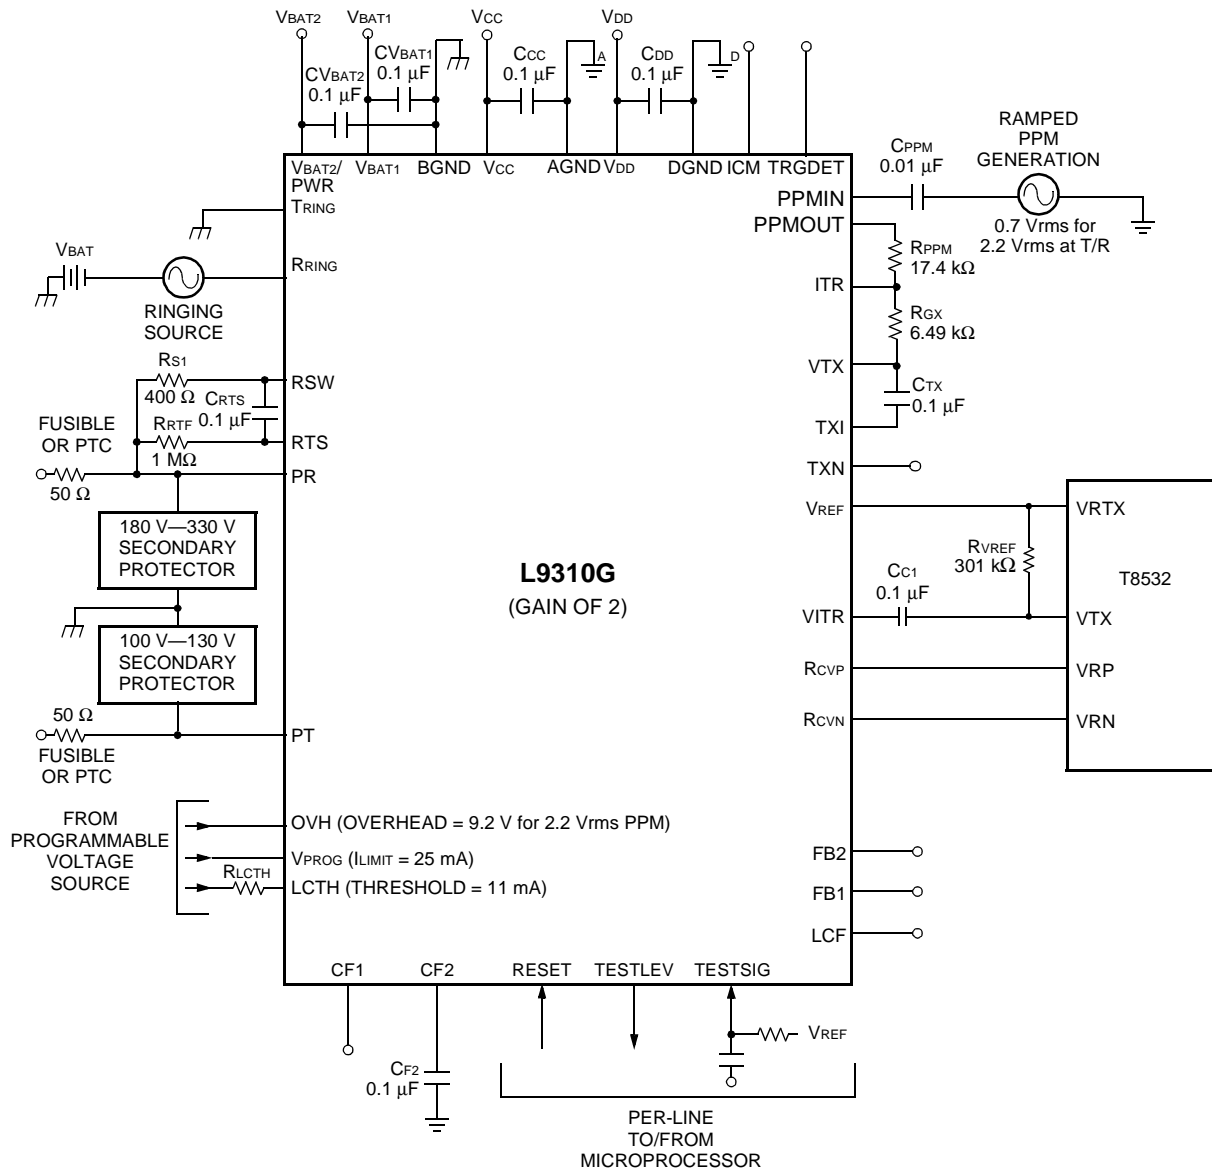 VBAT2
VBAT1
VCC
VDD
CVBAT2
0.1 µF
CVBAT1
0.1 µF
CCC
0.1 µF
A
CDD
0.1 µF
D
VBAT2/
PWR
VBAT1
BGND
VCC
AGND
VDD
DGND
ICM
TRGDET
CPPM
0.01 µF
RAMPED
PPM
GENERATION
0.7 Vrms for
2.2 Vrms at T/R
TRING
PPMIN
PPMOUT
RPPM
17.4 kΩ
VBAT
RRING
RINGING
SOURCE
ITR
RGX
6.49 kΩ
RS1
400 Ω
RSW
CRTS
0.1 µF
RRTF
1 MΩ
RTS
VTX
CTX
0.1 µF
TXI
FUSIBLE
OR PTC
50 Ω
PR
TXN
180 V—330 V
SECONDARY
PROTECTOR
VREF
VRTX
L9310G
(GAIN OF 2)
RVREF
301 kΩ
CC1
0.1 µF
T8532
VITR
VTX
100 V—130 V
SECONDARY
PROTECTOR
RCVP
VRP
RCVN
VRN
50 Ω
PT
FUSIBLE
OR PTC
FROM
PROGRAMMABLE
VOLTAGE
SOURCE
OVH (OVERHEAD = 9.2 V for 2.2 Vrms PPM)
VPROG (ILIMIT = 25 mA)
RLCTH
LCTH (THRESHOLD = 11 mA)
FB2
FB1
LCF
CF1
CF2
RESET
TESTLEV
TESTSIG
VREF
CF2
0.1 µF
PER-LINE
TO/FROM
MICROPROCESSOR